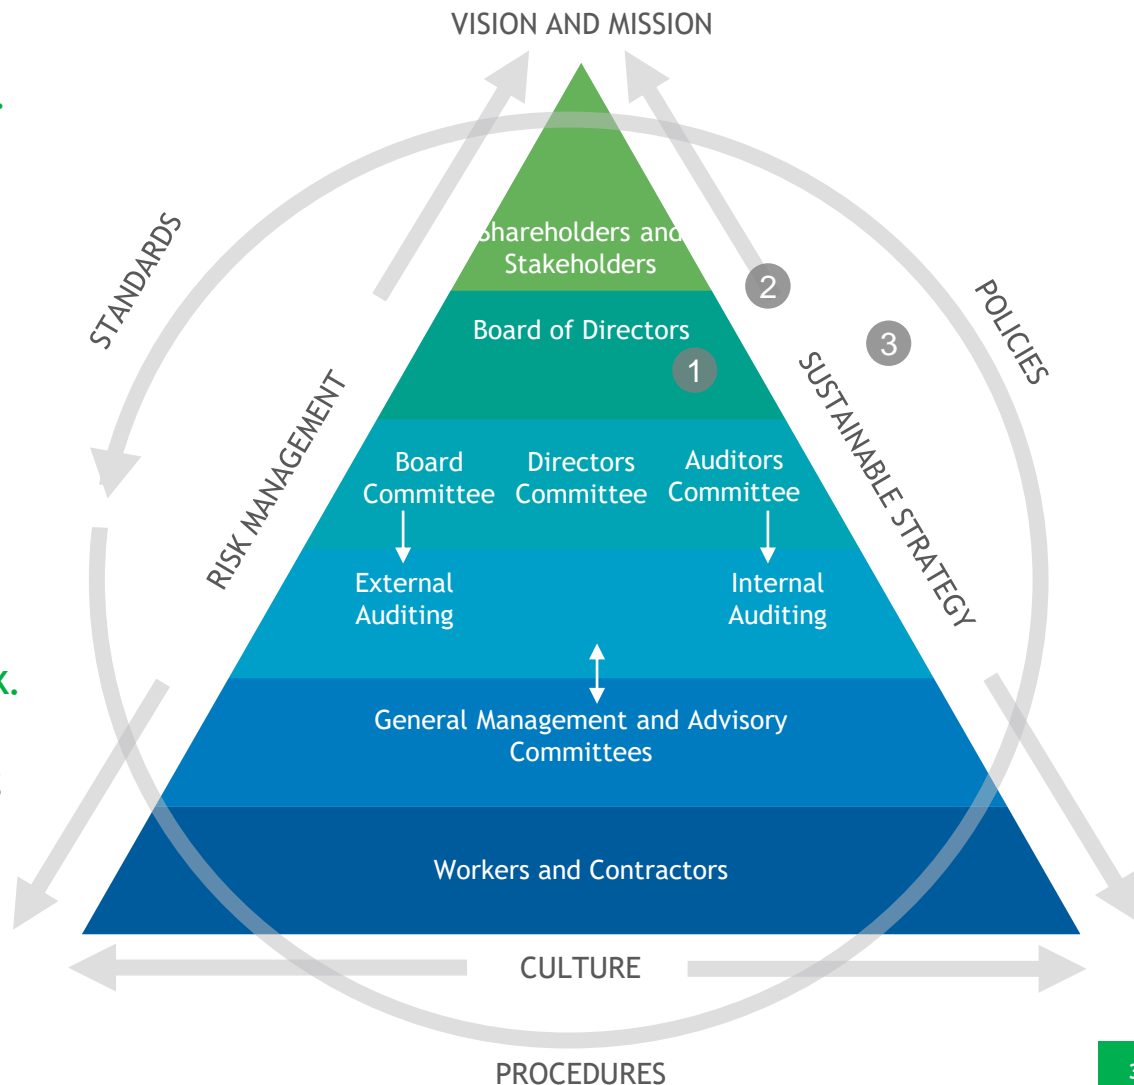 VISION AND MISSION
STANDARDS
Shareholders and
Stakeholders
2
POLICIES
Board of Directors
3
1
RISK MANAGEMENT
SUSTAINABLE STRATEGY
Board
Committee
Directors
Committee
Auditors
Committee
External
Auditing
Internal
Auditing
General Management and Advisory
Committees
Workers and Contractors
CULTURE
PROCEDURES